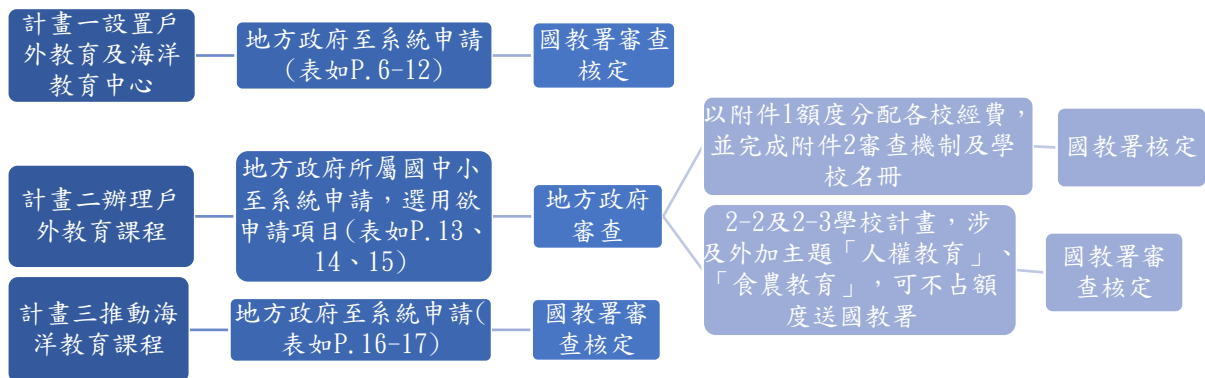 計畫一設置戶
外教育及海洋
教育中心
地方政府至系統申請
(表如P.6-12)
國教署審查
核定
計畫二辦理戶
外教育課程
地方政府所屬國中小
至系統申請，選用欲
申請項目(表如P.13、
14、15)
地方政府
審查
以附件1額度分配各校經費，
並完成附件2審查機制及學
校名冊
國教署核定
2-2及2-3學校計畫，涉
及外加主題「人權教育」、
「食農教育」，可不占額
度送國教署
國教署審
查核定
計畫三推動海
洋教育課程
地方政府至系統申請(
表如P.16-17)
國教署審
查核定